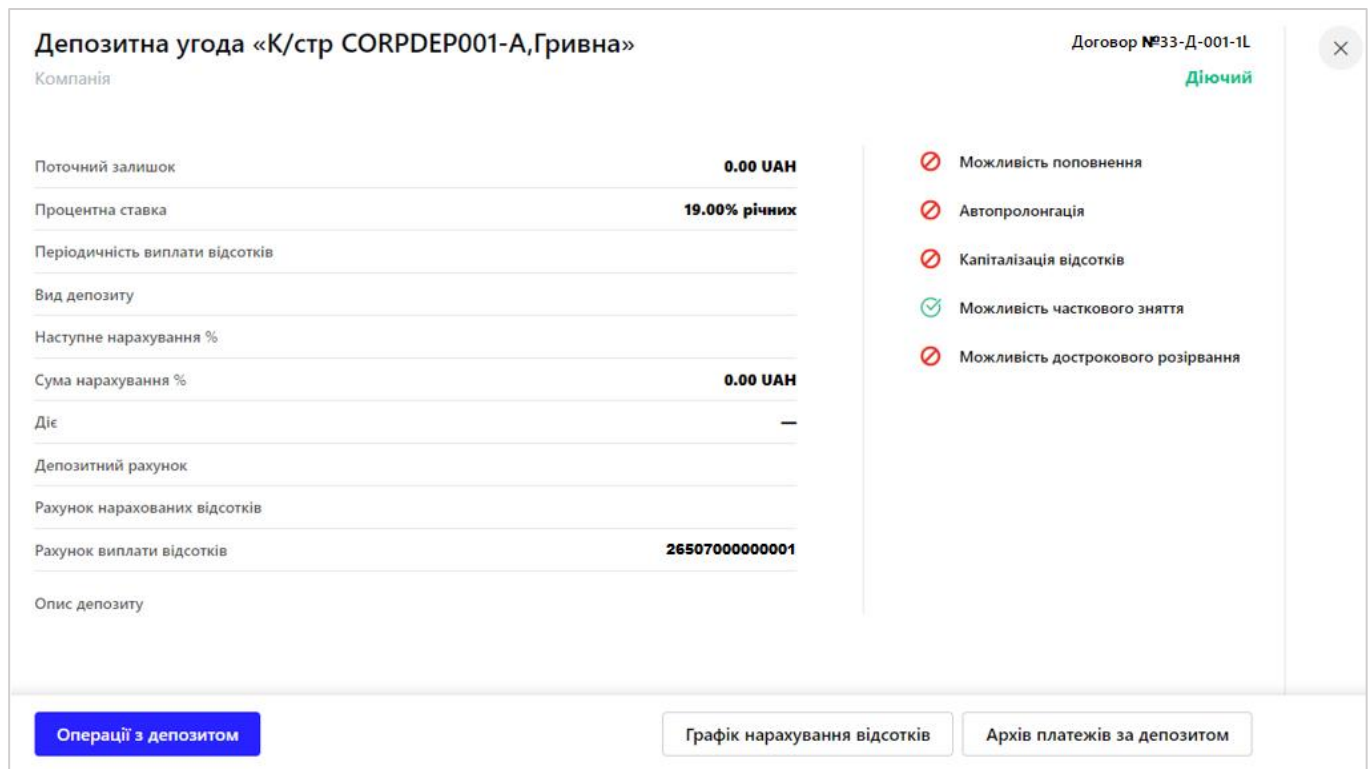 Депозитна угода «К/стр CORPDEP001-А,Гривна»
Договор №33-Д-001-1L
Компанія
Діючий
Поточний залишок 0.00 UAH
Процентна ставка 19.00% річних
Періодичність виплати відсотків
Вид депозиту
Наступне нарахування %
Сума нарахування % 0.00 UAH
Діє —
Депозитний рахунок
Рахунок нарахованих відсотків
Рахунок виплати відсотків 26507000000001
Опис депозиту
Можливість поповнення
Автопролонгація
Капіталізація відсотків
Можливість часткового зняття
Можливість дострокового розірвання
Операції з депозитом
Графік нарахування відсотків
Архів платежів за депозитом